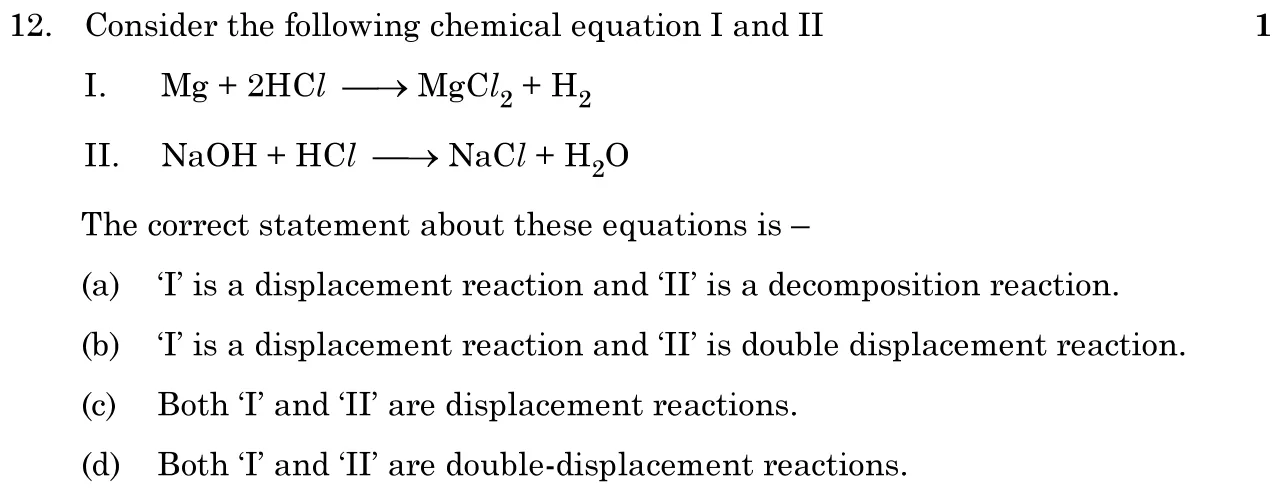 12. Consider the following chemical equation I and II 1
I. Mg + 2HCl ⟶ MgCl₂ + H₂
II. NaOH + HCl ⟶ NaCl + H₂O
The correct statement about these equations is –
(a) ‘I’ is a displacement reaction and ‘II’ is a decomposition reaction.
(b) ‘I’ is a displacement reaction and ‘II’ is double displacement reaction.
(c) Both ‘I’ and ‘II’ are displacement reactions.
(d) Both ‘I’ and ‘II’ are double-displacement reactions.